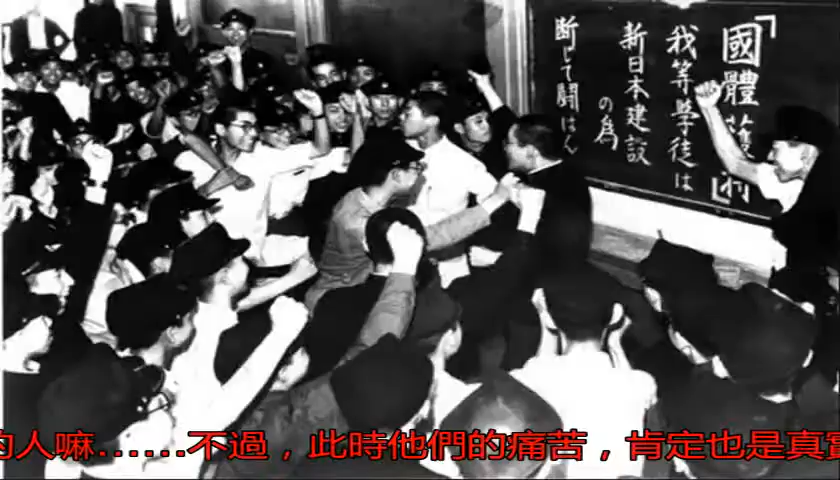 「國體護持」
我等學徒は
新日本建設
の為
断じて闘はん
的人嘛……不過，此時他們的痛苦，肯定也是真實